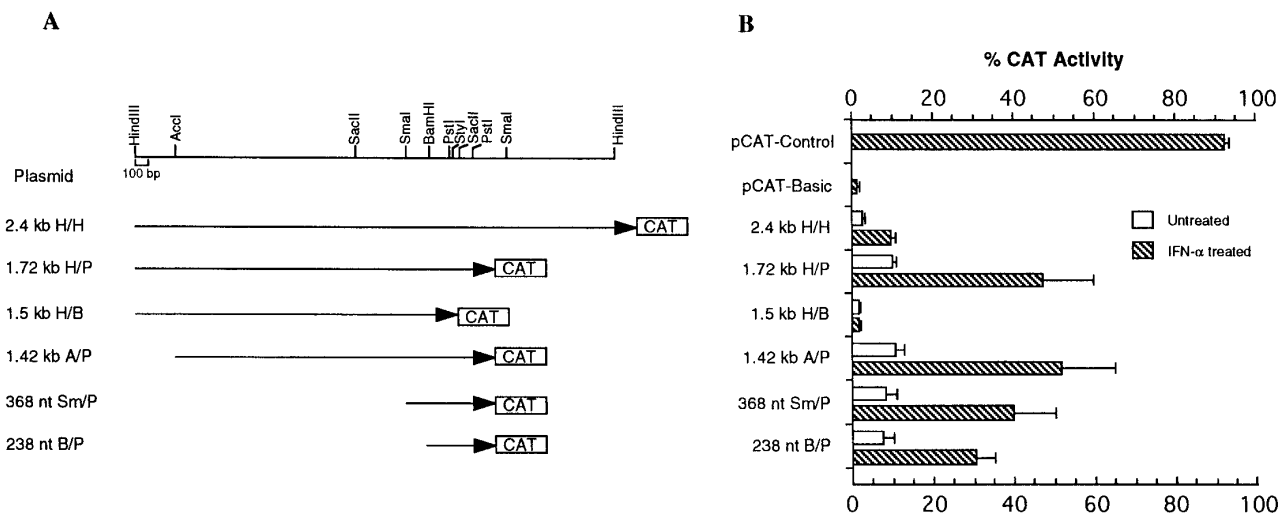 A
HindIII
AccI
SacII
SmaI
BamHI
PstI
StyI
SacII
PstI
SmaI
HindIII
100 bp
Plasmid
2.4 kb H/H
CAT
1.72 kb H/P
CAT
1.5 kb H/B
CAT
1.42 kb A/P
CAT
368 nt Sm/P
CAT
238 nt B/P
CAT
B
% CAT Activity
0 20 40 60 80 100
pCAT-Control
pCAT-Basic
2.4 kb H/H
1.72 kb H/P
1.5 kb H/B
1.42 kb A/P
368 nt Sm/P
238 nt B/P
Untreated
IFN-α treated
0 20 40 60 80 100